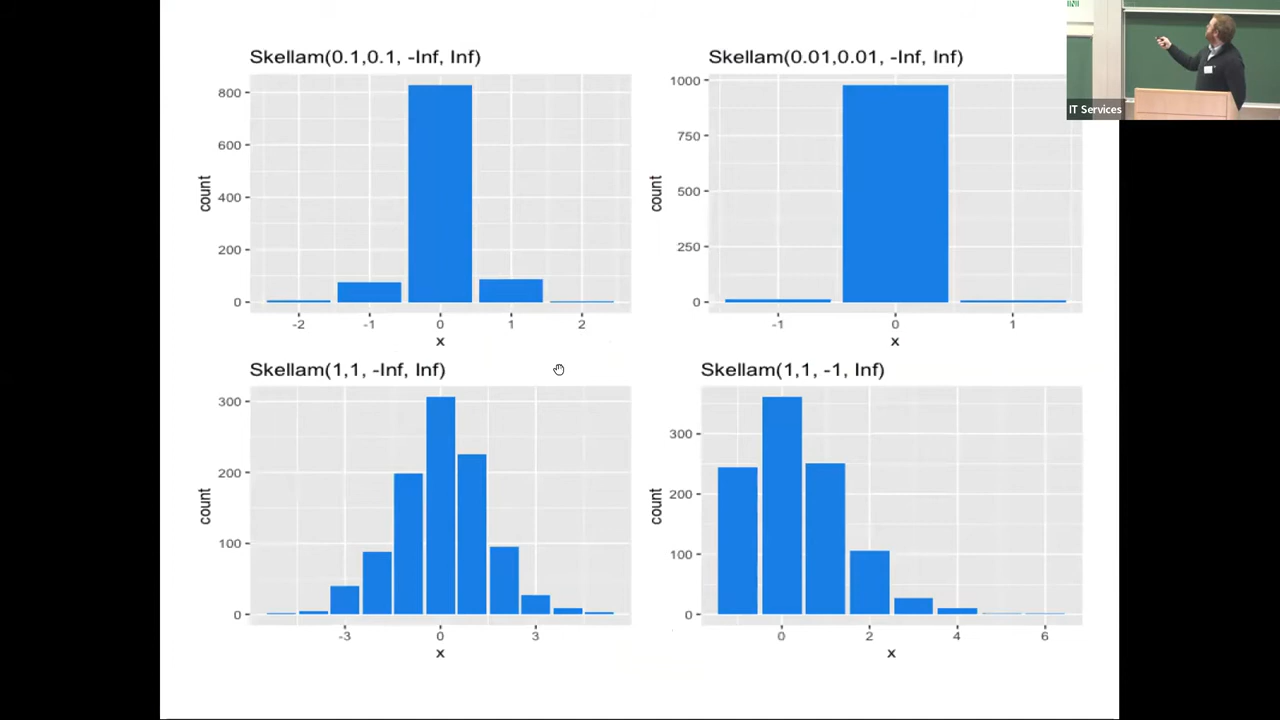 Skellam(0.1,0.1, -Inf, Inf)
800
600
400
200
0
count
-2 -1 0 1 2
x
Skellam(0.01,0.01, -Inf, Inf)
1000
750
500
250
0
count
-1 0 1
x
IT Services
Skellam(1,1, -Inf, Inf)
300
200
100
0
count
-3 0 3
x
Skellam(1,1, -1, Inf)
300
200
100
0
count
0 2 4 6
x